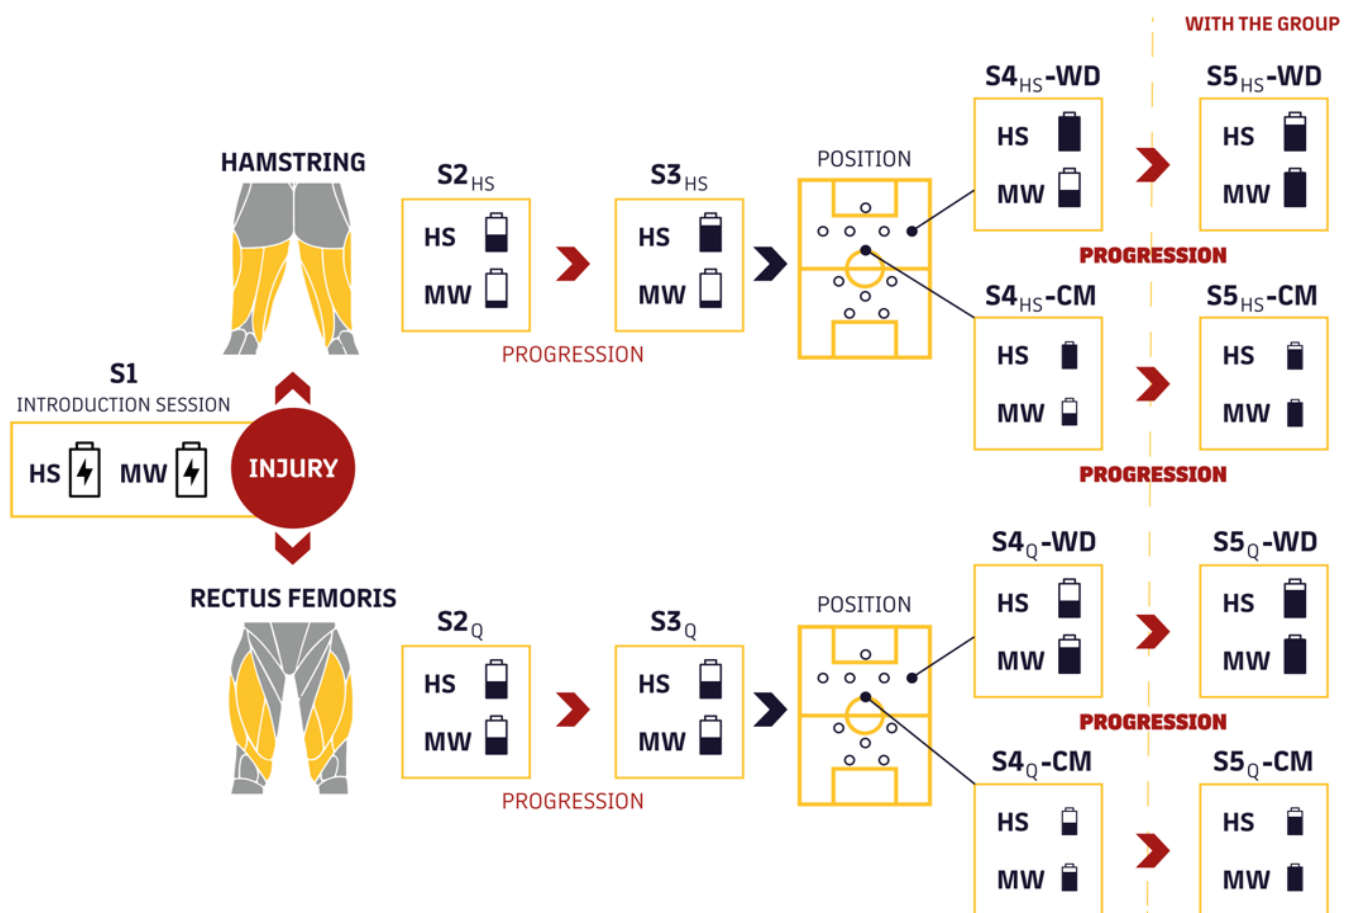 WITH THE GROUP
S4HS-WD
HS
MW
S5HS-WD
HS
MW
PROGRESSION
HAMSTRING
S2HS
HS
MW
S3HS
HS
MW
PROGRESSION
POSITION
S4HS-CM
HS
MW
S5HS-CM
HS
MW
PROGRESSION
S1
INTRODUCTION SESSION
HS
MW
INJURY
RECTUS FEMORIS
S2Q
HS
MW
S3Q
HS
MW
PROGRESSION
POSITION
S4Q-WD
HS
MW
S5Q-WD
HS
MW
PROGRESSION
S4Q-CM
HS
MW
S5Q-CM
HS
MW